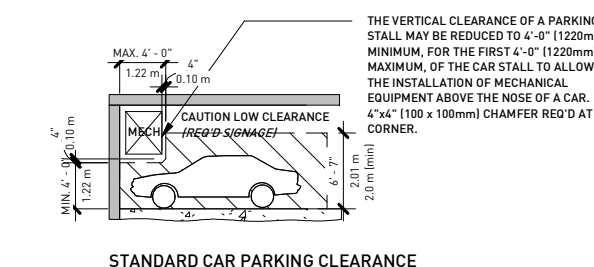 THE VERTICAL CLEARANCE OF A PARKING
STALL MAY BE REDUCED TO 4'-0" (1220m
MINIMUM, FOR THE FIRST 4'-0" (1220mm
MAXIMUM, OF THE CAR STALL TO ALLOW
THE INSTALLATION OF MECHANICAL
EQUIPMENT ABOVE THE NOSE OF A CAR.
4"x4" (100 x 100mm) CHAMFER REQ'D AT
CORNER.
MAX. 4' - 0"
1.22 m
4"
0.10 m
CAUTION LOW CLEARANCE
(REQ'D SIGNAGE)
MECH
4"
0.10 m
MIN. 4' - 0"
1.22 m
6' - 7"
2.01 m
2.0 m (min)
STANDARD CAR PARKING CLEARANCE